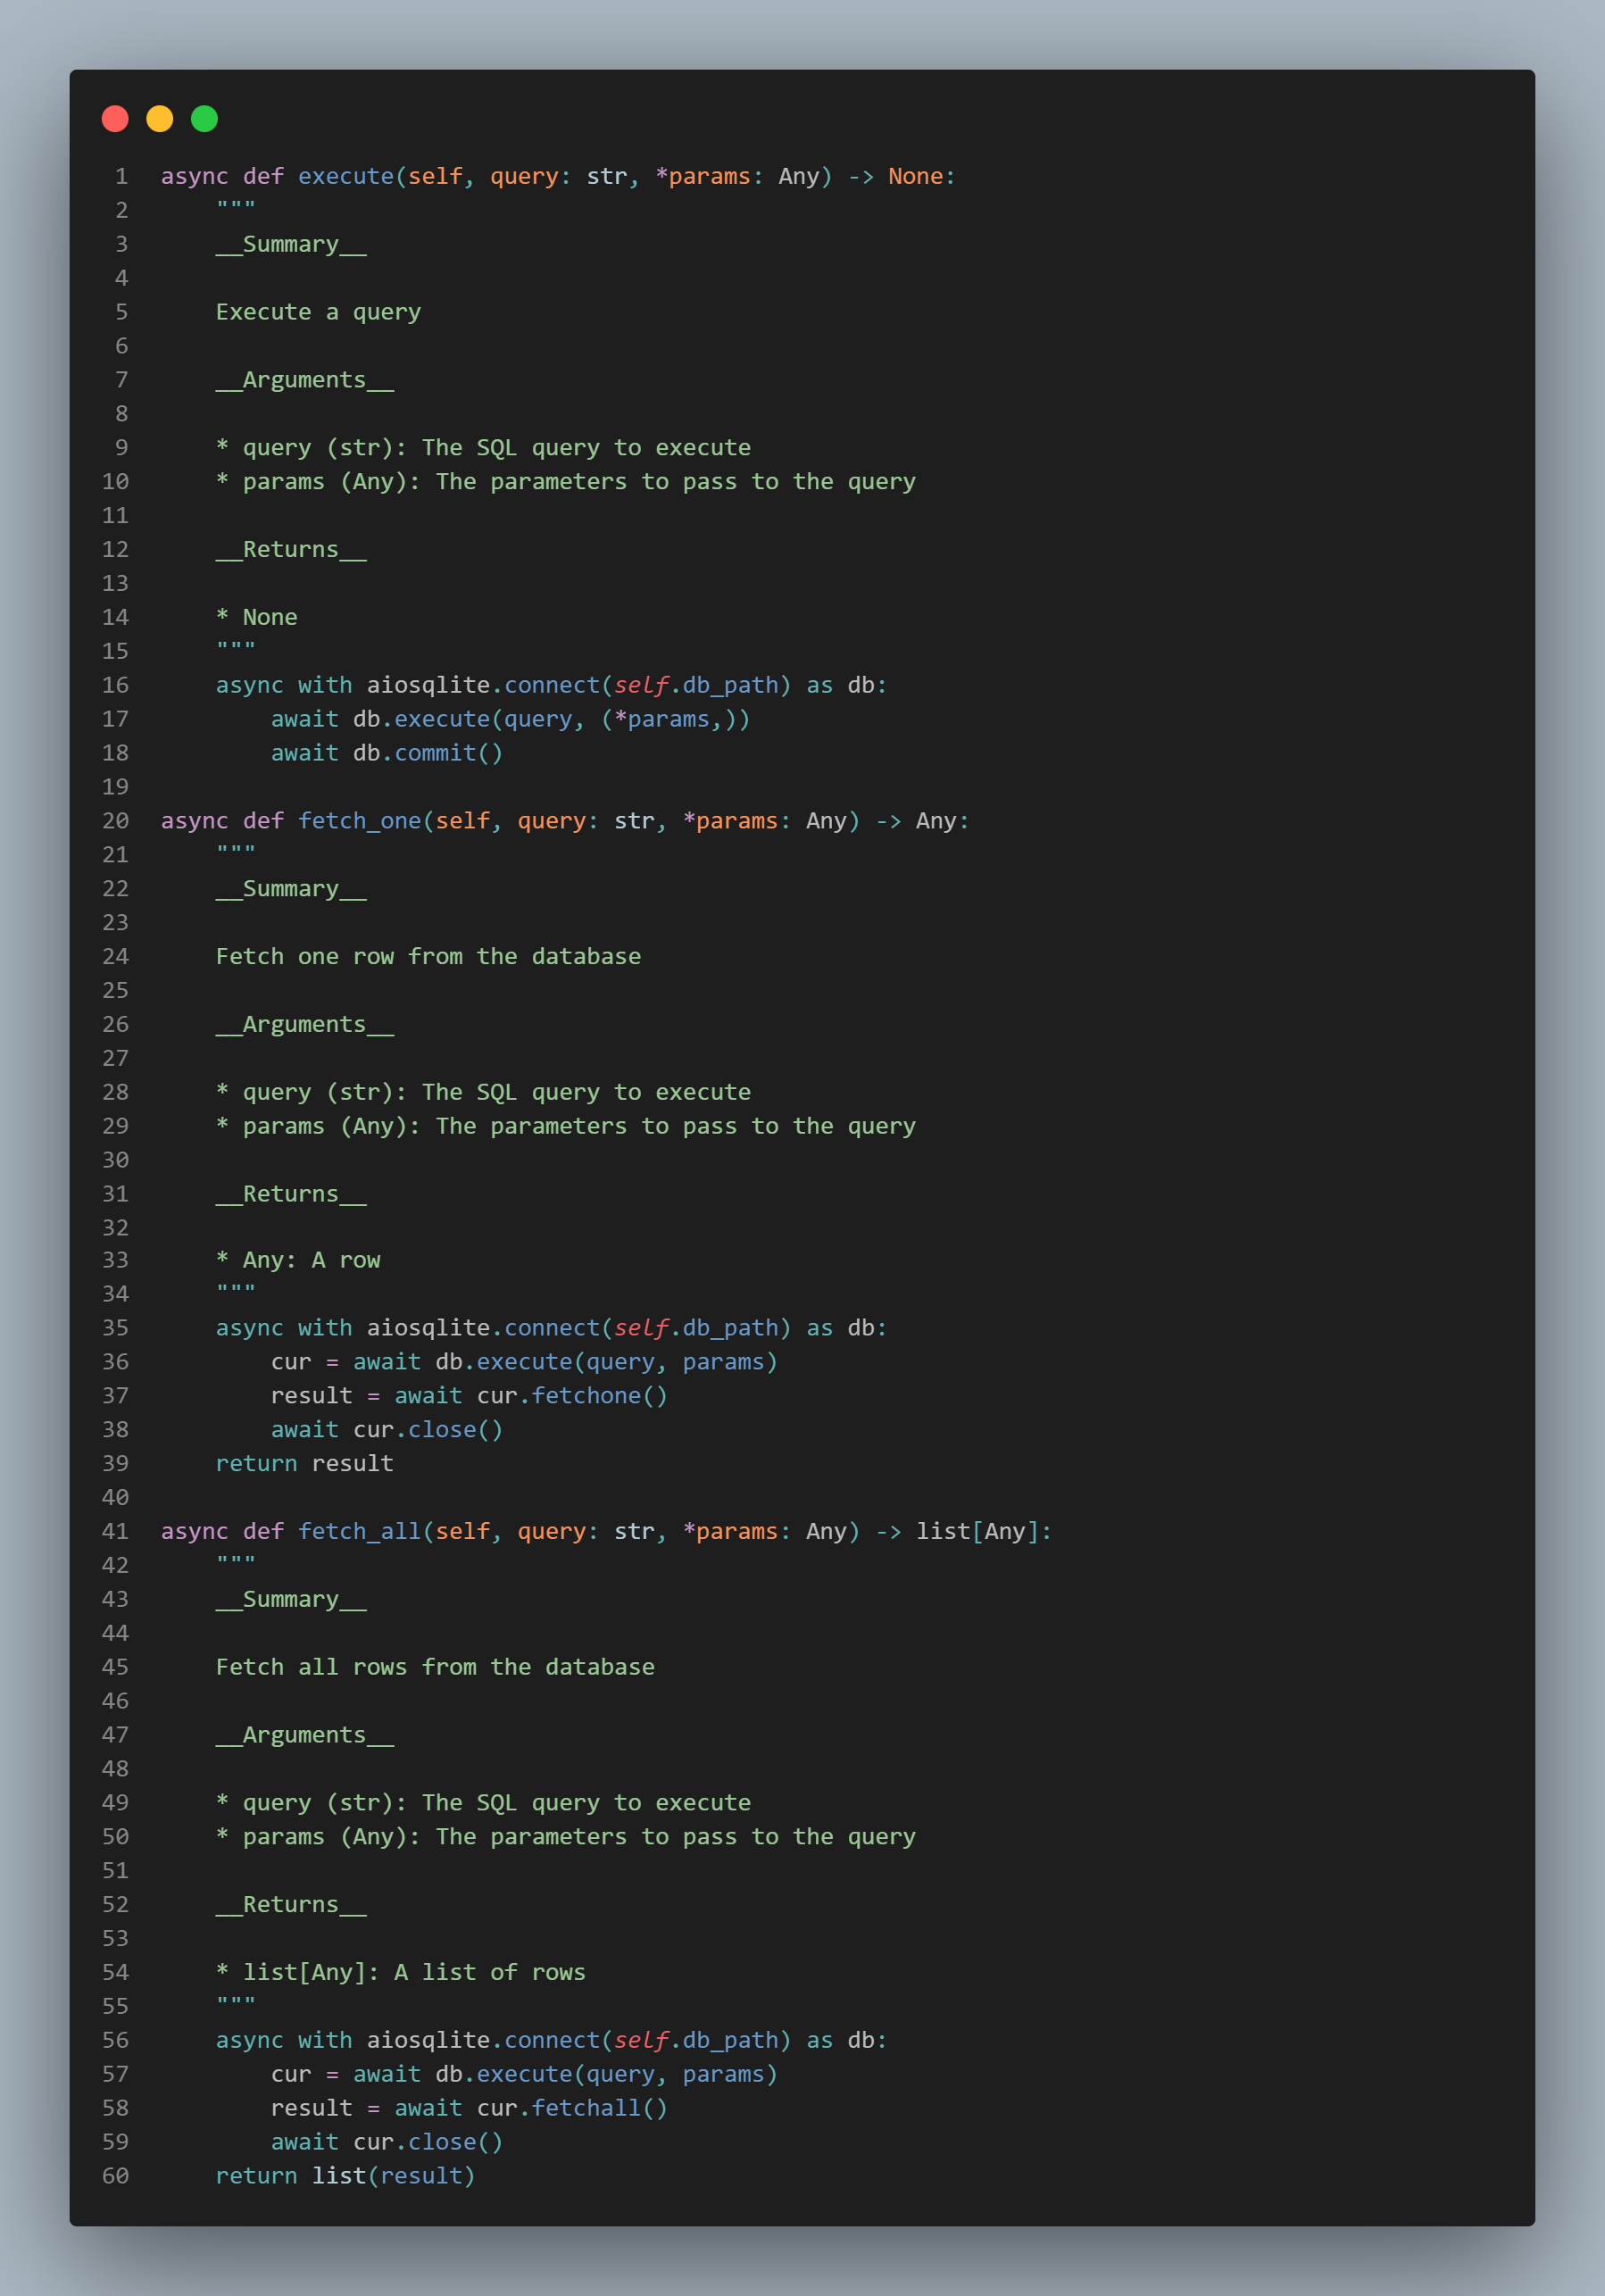 1 async def execute(self, query: str, *params: Any) -> None:
2     """
3     __Summary__
4
5     Execute a query
6
7     __Arguments__
8
9     * query (str): The SQL query to execute
10     * params (Any): The parameters to pass to the query
11
12     __Returns__
13
14     * None
15     """
16     async with aiosqlite.connect(self.db_path) as db:
17         await db.execute(query, (*params,))
18         await db.commit()
19
20 async def fetch_one(self, query: str, *params: Any) -> Any:
21     """
22     __Summary__
23
24     Fetch one row from the database
25
26     __Arguments__
27
28     * query (str): The SQL query to execute
29     * params (Any): The parameters to pass to the query
30
31     __Returns__
32
33     * Any: A row
34     """
35     async with aiosqlite.connect(self.db_path) as db:
36         cur = await db.execute(query, params)
37         result = await cur.fetchone()
38         await cur.close()
39     return result
40
41 async def fetch_all(self, query: str, *params: Any) -> list[Any]:
42     """
43     __Summary__
44
45     Fetch all rows from the database
46
47     __Arguments__
48
49     * query (str): The SQL query to execute
50     * params (Any): The parameters to pass to the query
51
52     __Returns__
53
54     * list[Any]: A list of rows
55     """
56     async with aiosqlite.connect(self.db_path) as db:
57         cur = await db.execute(query, params)
58         result = await cur.fetchall()
59         await cur.close()
60     return list(result)